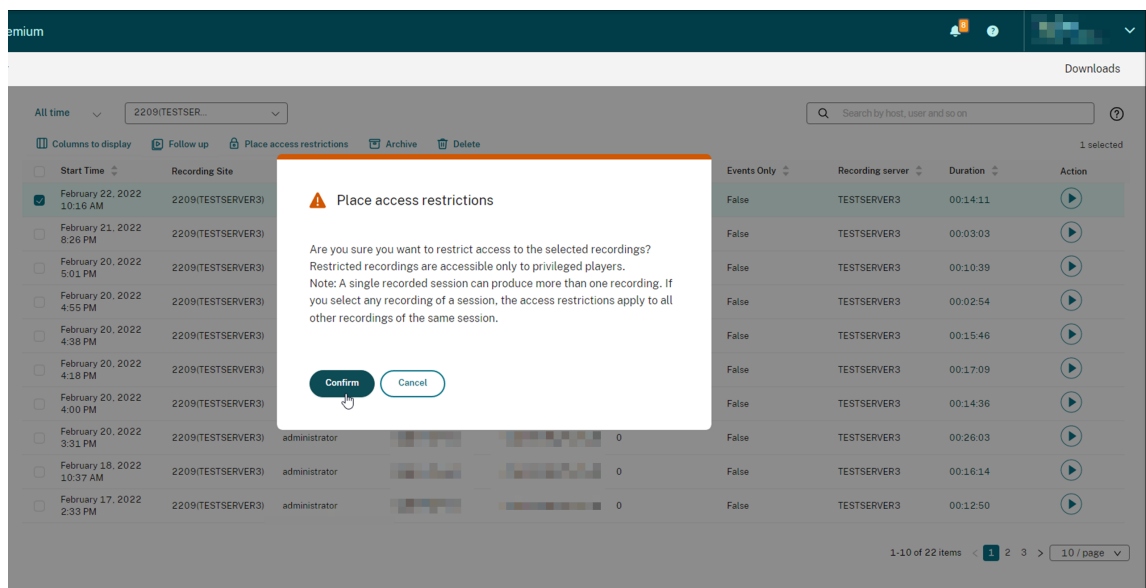 emium
8
Downloads
All time 2209(TESTSER... Search by host, user and so on
Columns to display Follow up Place access restrictions Archive Delete 1 selected
Start Time Recording Site Events Only Recording server Duration Action
February 22, 2022
10:16 AM 2209(TESTSERVER3) False TESTSERVER3 00:14:11
February 21, 2022
8:26 PM 2209(TESTSERVER3) False TESTSERVER3 00:03:03
February 20, 2022
5:01 PM 2209(TESTSERVER3) False TESTSERVER3 00:10:39
February 20, 2022
4:55 PM 2209(TESTSERVER3) False TESTSERVER3 00:02:54
February 20, 2022
4:38 PM 2209(TESTSERVER3) False TESTSERVER3 00:15:46
February 20, 2022
4:18 PM 2209(TESTSERVER3) False TESTSERVER3 00:17:09
February 20, 2022
4:00 PM 2209(TESTSERVER3) False TESTSERVER3 00:14:36
February 20, 2022
3:31 PM 2209(TESTSERVER3) administrator 0 False TESTSERVER3 00:26:03
February 18, 2022
10:37 AM 2209(TESTSERVER3) administrator 0 False TESTSERVER3 00:16:14
February 17, 2022
2:33 PM 2209(TESTSERVER3) administrator 0 False TESTSERVER3 00:12:50
Place access restrictions
Are you sure you want to restrict access to the selected recordings?
Restricted recordings are accessible only to privileged players.
Note: A single recorded session can produce more than one recording. If
you select any recording of a session, the access restrictions apply to all
other recordings of the same session.
Confirm Cancel
1-10 of 22 items < 1 2 3 > 10 / page